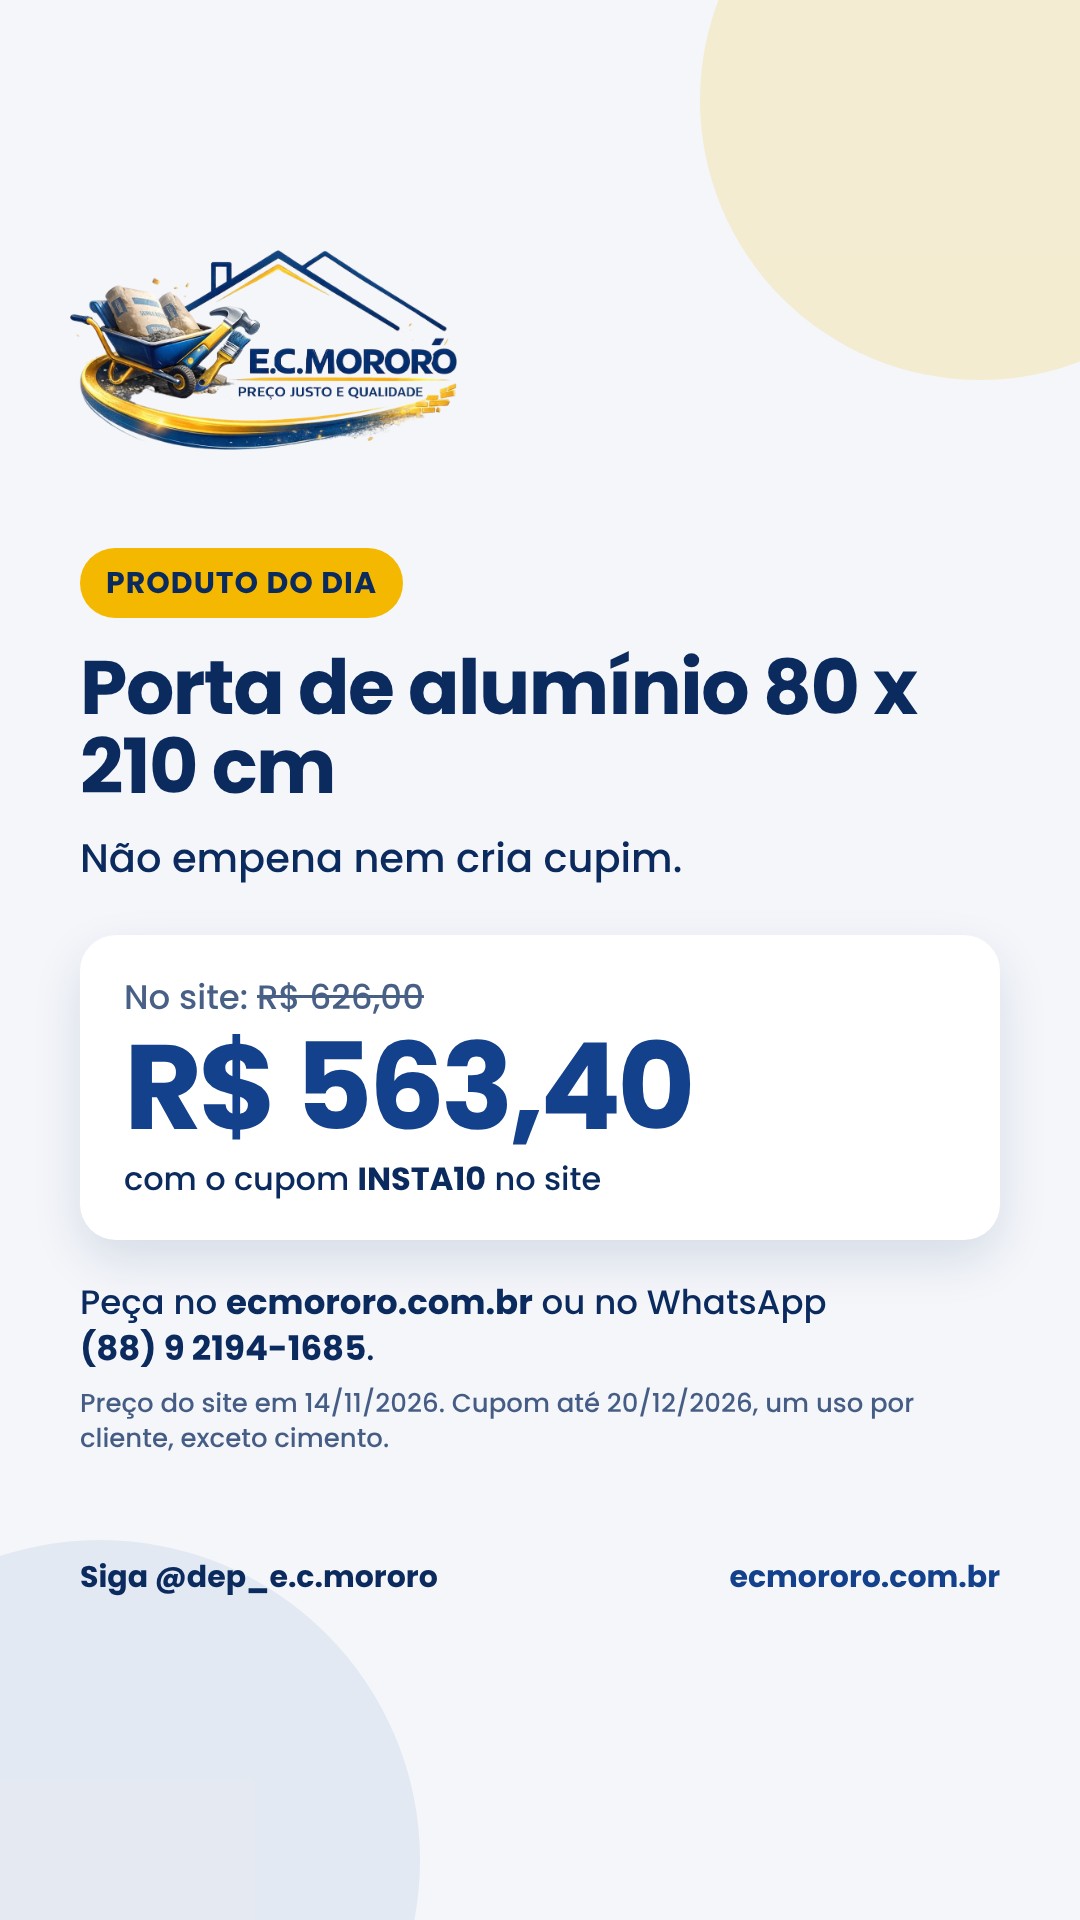 E.C.MORORÓ
PREÇO JUSTO E QUALIDADE
PRODUTO DO DIA
Porta de alumínio 80 x
210 cm
Não empena nem cria cupim.
No site: R$ 626,00
R$ 563,40
com o cupom INSTA10 no site
Peça no ecmororo.com.br ou no WhatsApp
(88) 9 2194-1685.
Preço do site em 14/11/2026. Cupom até 20/12/2026, um uso por
cliente, exceto cimento.
Siga @dep_e.c.mororo
ecmororo.com.br